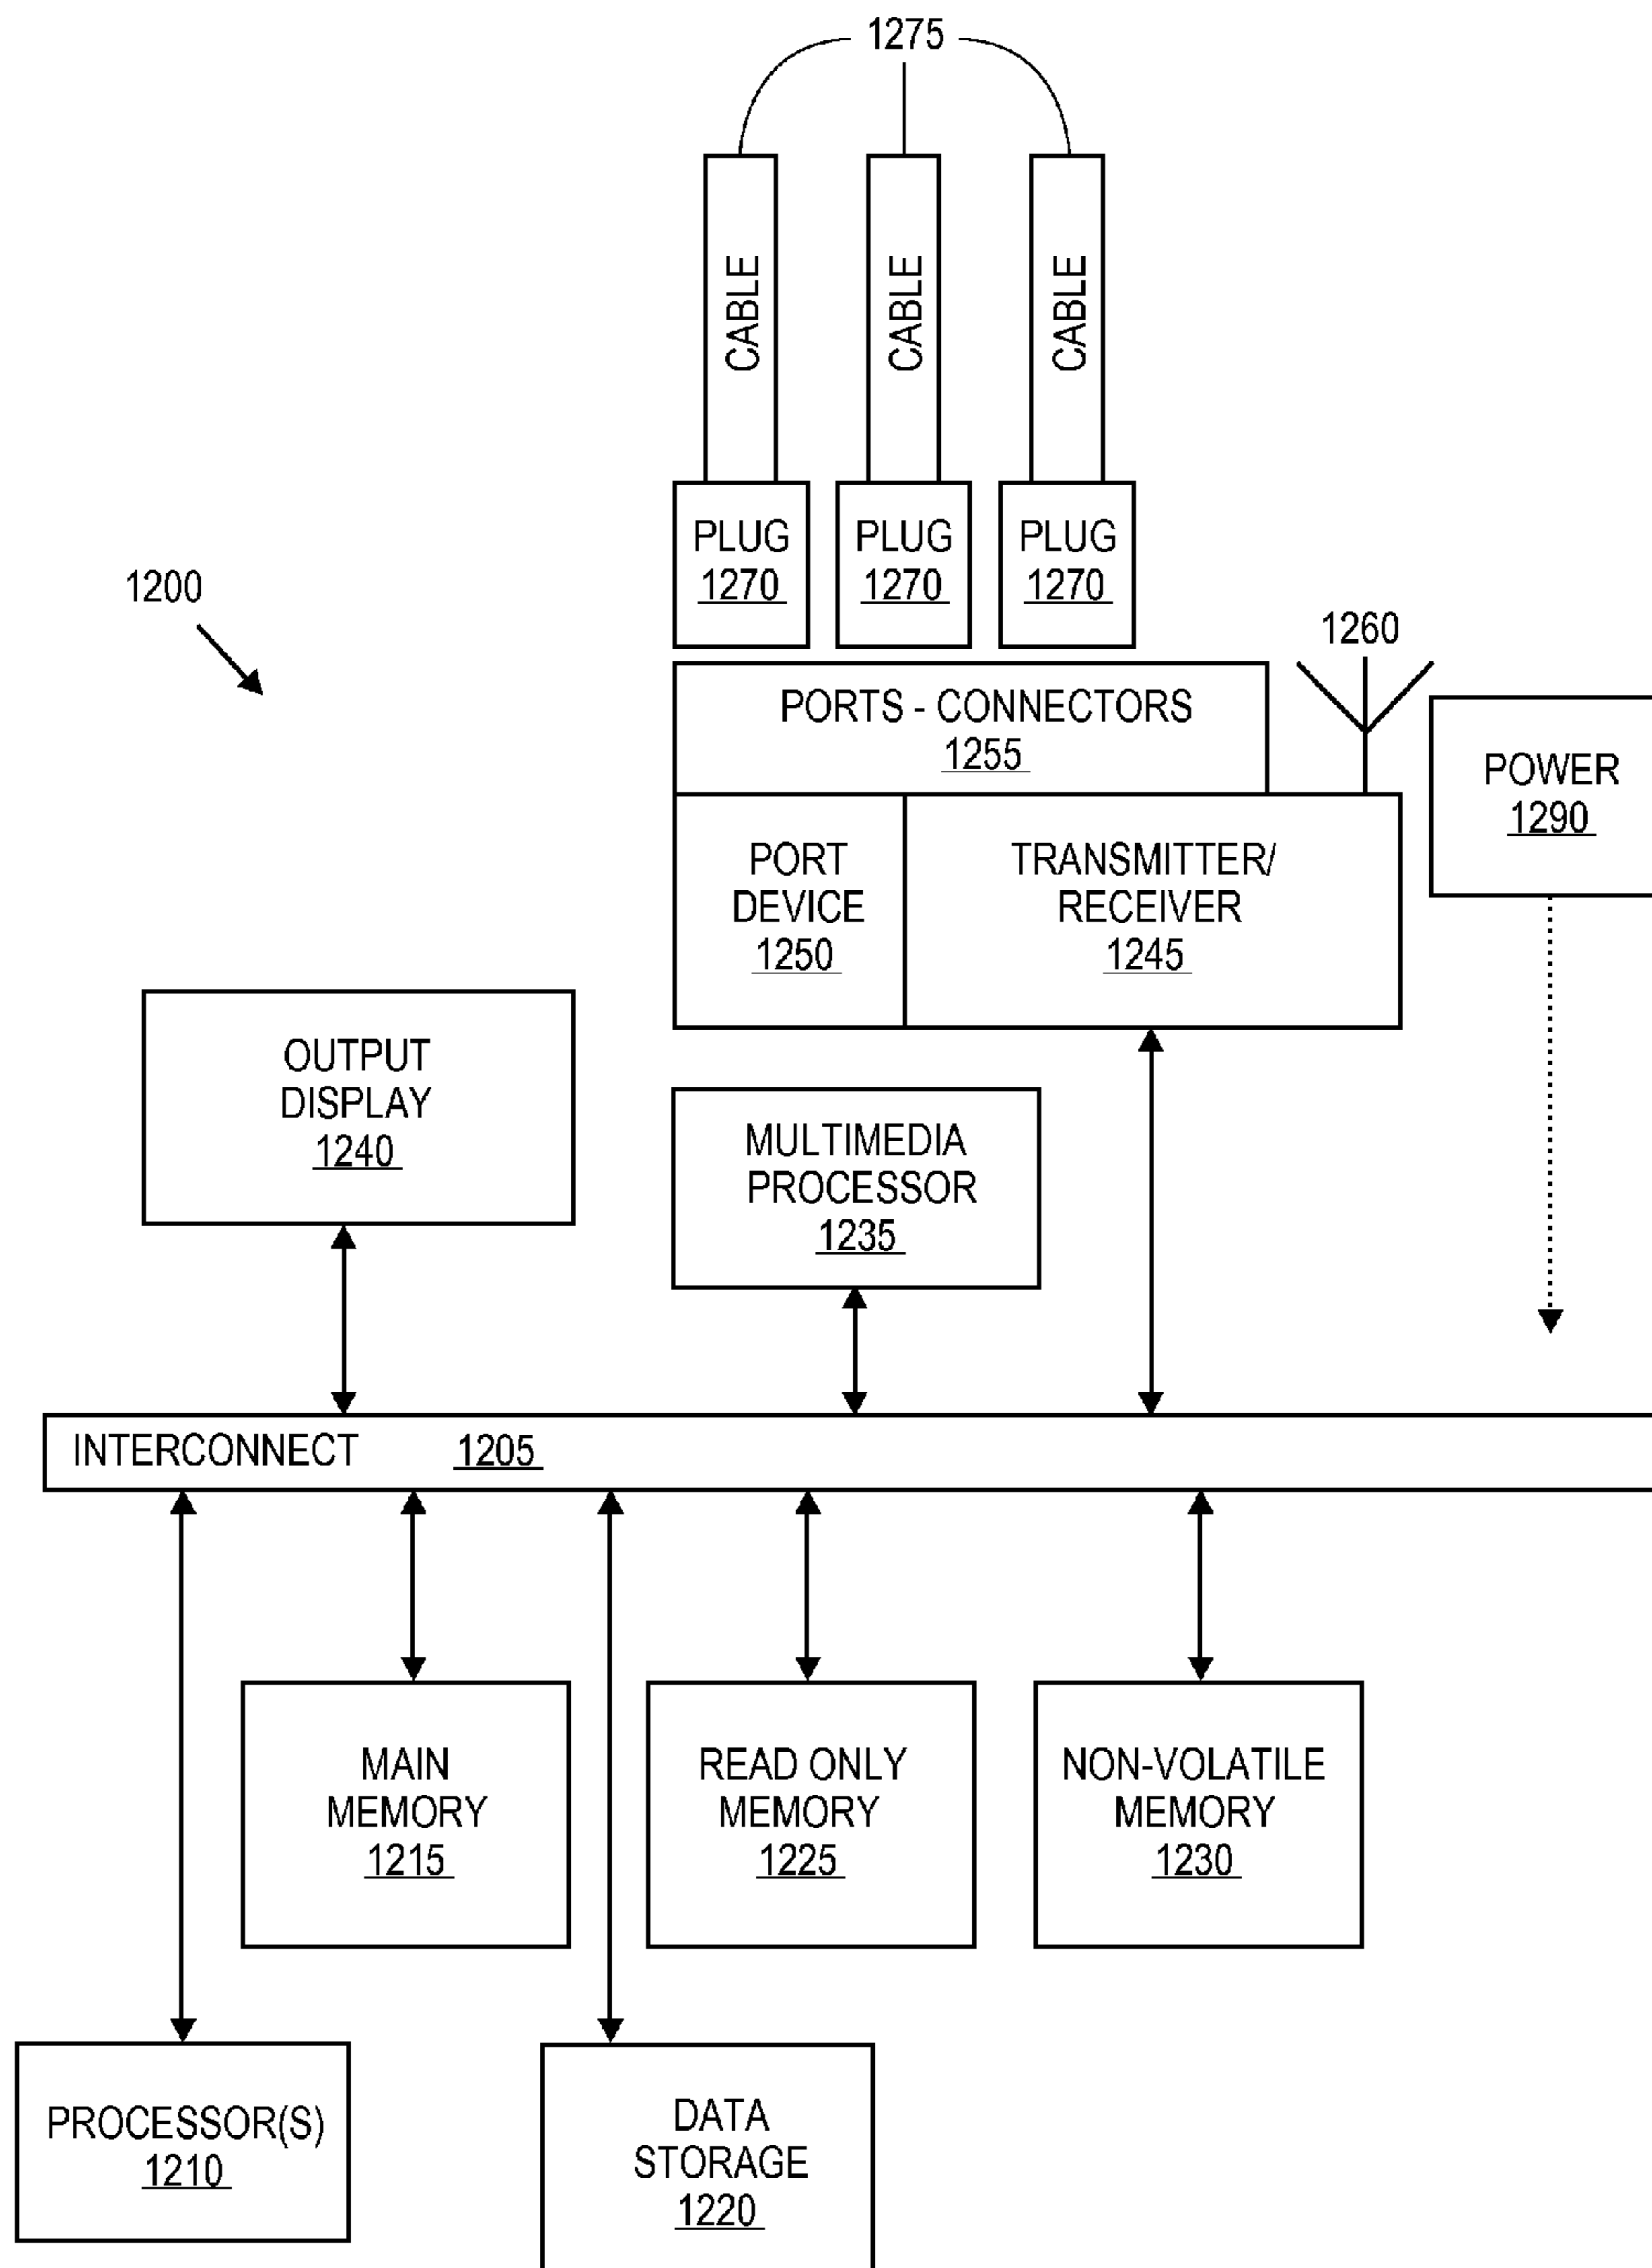 1275
CABLE
CABLE
CABLE
PLUG
1270
PLUG
1270
PLUG
1270
1200
1260
PORTS - CONNECTORS
1255
POWER
1290
PORT
DEVICE
1250
TRANSMITTER/
RECEIVER
1245
OUTPUT
DISPLAY
1240
MULTIMEDIA
PROCESSOR
1235
INTERCONNECT 1205
MAIN
MEMORY
1215
READ ONLY
MEMORY
1225
NON-VOLATILE
MEMORY
1230
PROCESSOR(S)
1210
DATA
STORAGE
1220